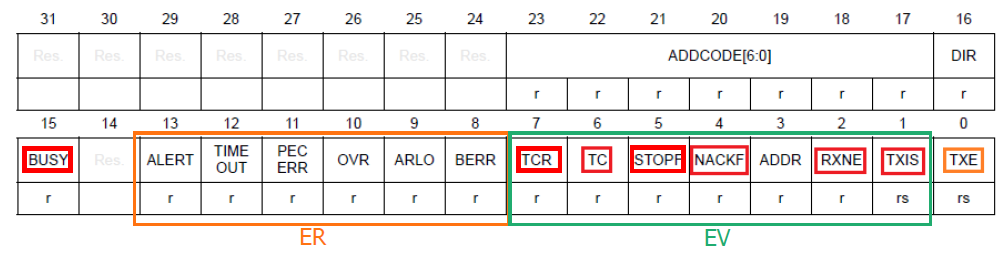 31 30 29 28 27 26 25 24 23 22 21 20 19 18 17 16
Res. Res. Res. Res. Res. Res. Res. Res. ADDCODE[6:0] DIR
r r r r r r r r
15 14 13 12 11 10 9 8 7 6 5 4 3 2 1 0
BUSY Res. ALERT TIME OUT PEC ERR OVR ARLO BERR TCR TC STOPF NACKF ADDR RXNE TXIS TXE
r r r r r r r r r r r r r rs rs
ER EV